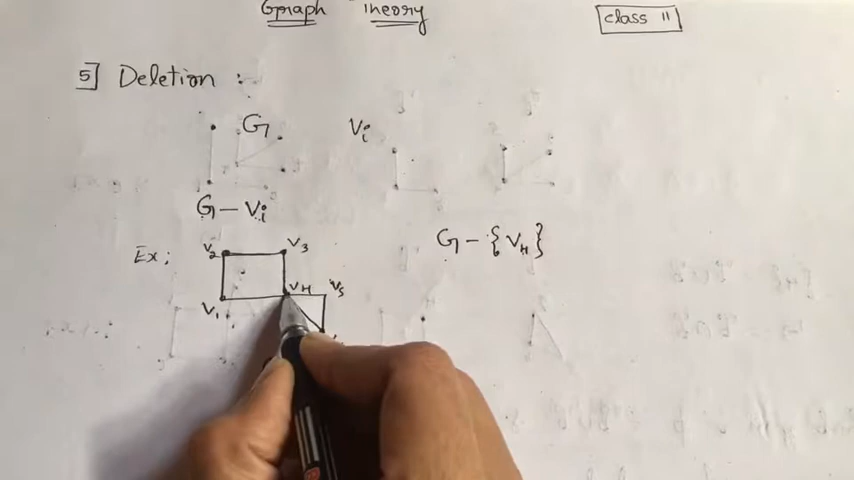 Graph Theory
class 11
5] Deletion :
G Vi
G - Vi
Ex; V2 V3 G - {V4}
V4 V5
V1